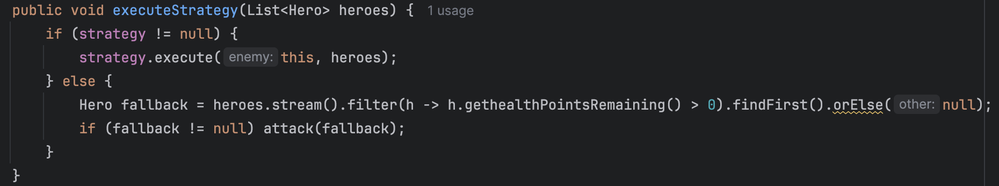 public void executeStrategy(List<Hero> heroes) { 1 usage
if (strategy != null) {
strategy.execute( enemy: this, heroes);
} else {
Hero fallback = heroes.stream().filter(h -> h.gethealthPointsRemaining() > 0).findFirst().orElse( other: null);
if (fallback != null) attack(fallback);
}
}